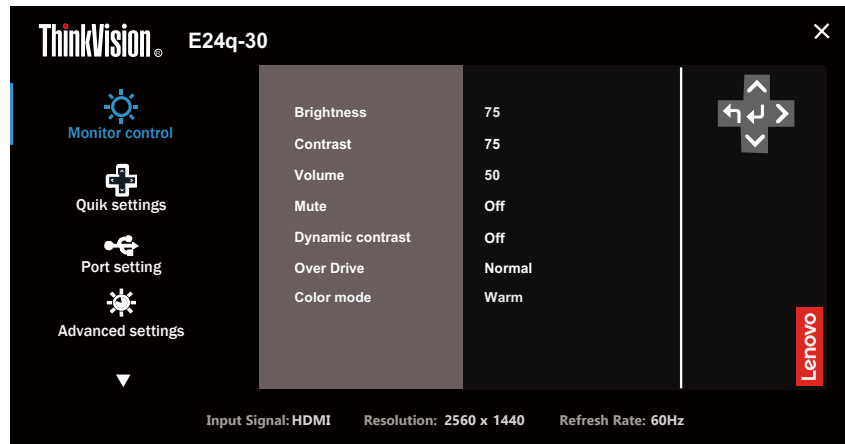 ThinkVision® E24q-30
Monitor control
Quik settings
Port setting
Advanced settings
Brightness 75
Contrast 75
Volume 50
Mute Off
Dynamic contrast Off
Over Drive Normal
Color mode Warm
Lenovo
Input Signal: HDMI Resolution: 2560 x 1440 Refresh Rate: 60Hz